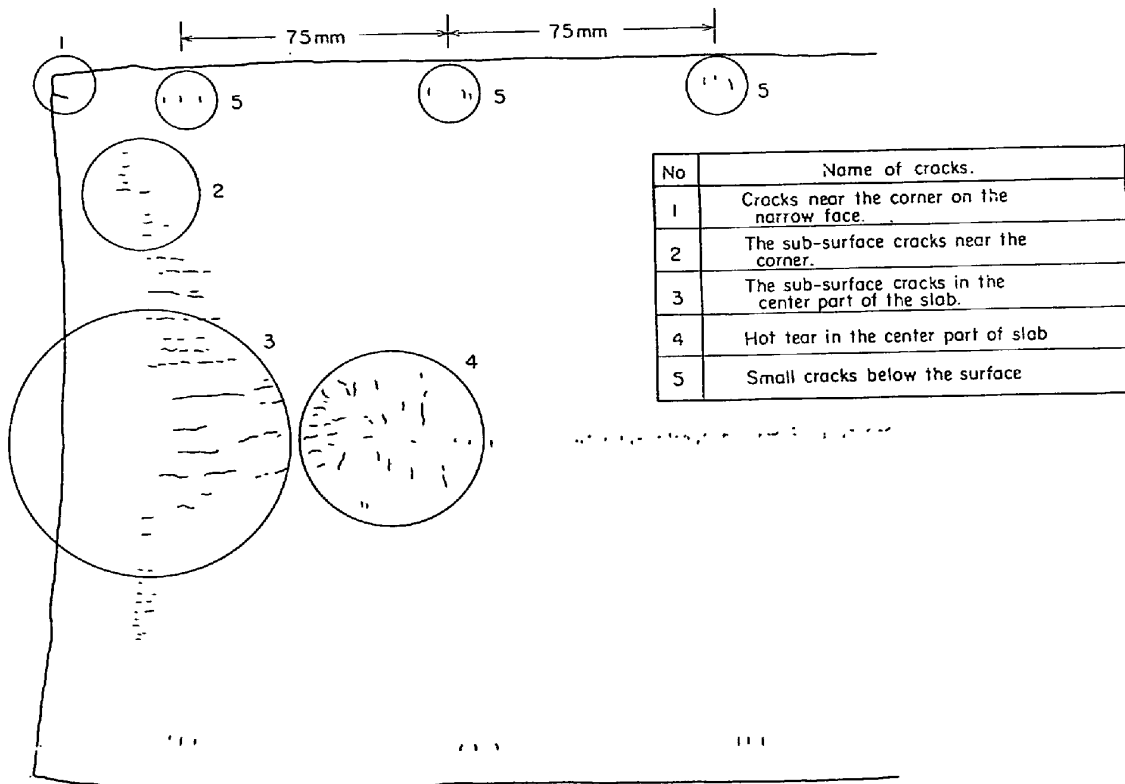 75mm 75mm
1
5 5 5
2
3
4
No Name of cracks.
1 Cracks near the corner on the
narrow face.
2 The sub-surface cracks near the
corner.
3 The sub-surface cracks in the
center part of the slab.
4 Hot tear in the center part of slab
5 Small cracks below the surface